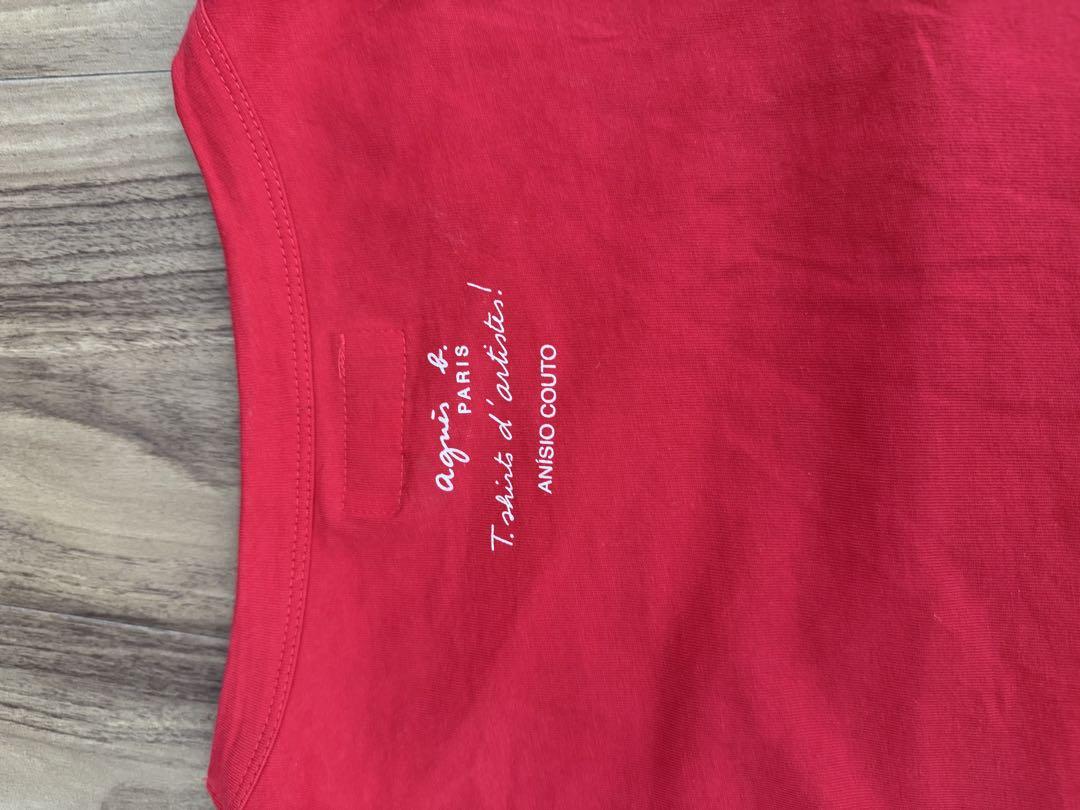 agnès b.
PARIS
T. shirts d'artistes!
ANÍSIO COUTO